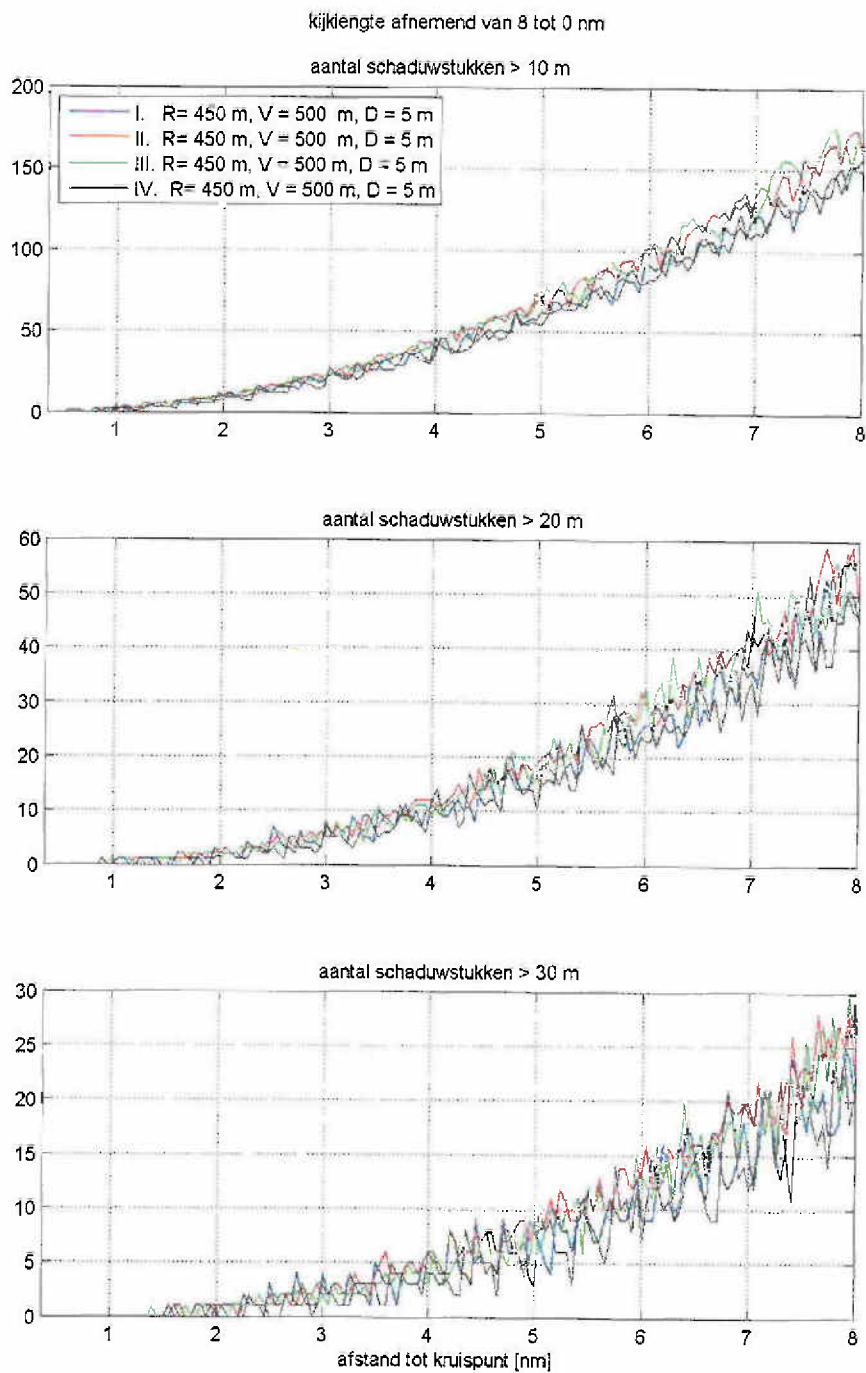 kijklengte afnemend van 8 tot 0 nm
aantal schaduwstukken > 10 m
200
150
100
50
0
I. R= 450 m, V = 500 m, D = 5 m
II. R= 450 m, V = 500 m, D = 5 m
III. R= 450 m, V = 500 m, D = 5 m
IV. R= 450 m, V = 500 m, D = 5 m
1 2 3 4 5 6 7 8
aantal schaduwstukken > 20 m
60
50
40
30
20
10
0
1 2 3 4 5 6 7 8
aantal schaduwstukken > 30 m
30
25
20
15
10
5
0
1 2 3 4 5 6 7 8
afstand tot kruispunt [nm]